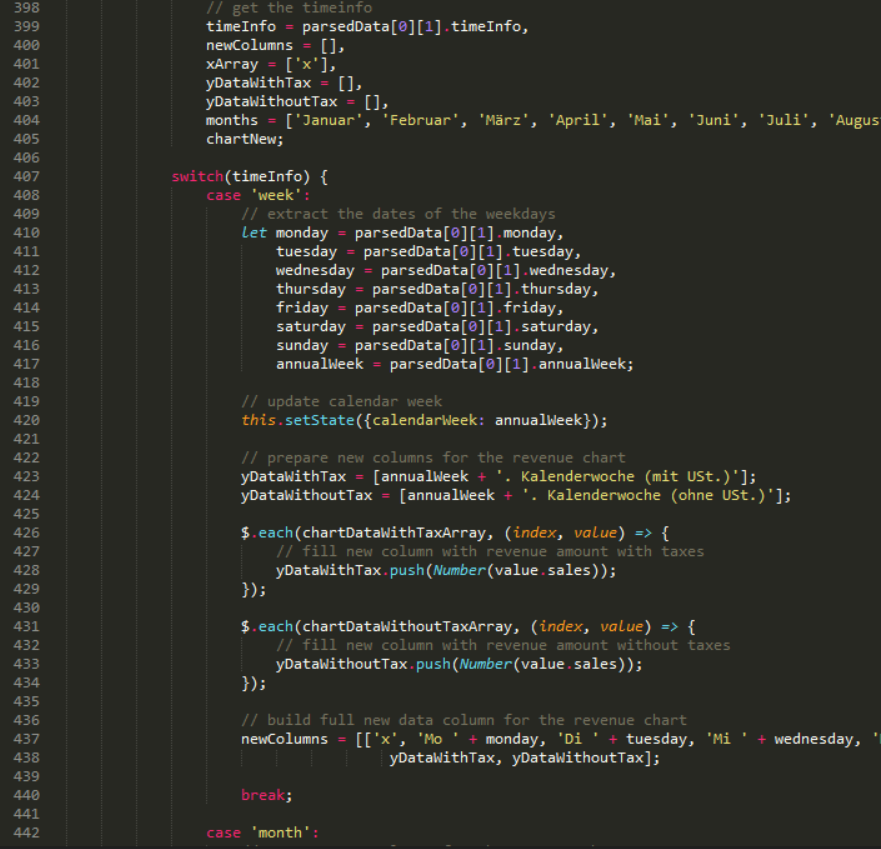 398 // get the timeinfo
399 timeInfo = parsedData[0][1].timeInfo,
400 newColumns = [],
401 xArray = ['x'],
402 yDataWithTax = [],
403 yDataWithoutTax = [],
404 months = ['Januar', 'Februar', 'März', 'April', 'Mai', 'Juni', 'Juli', 'Augus
405 chartNew;
406
407 switch(timeInfo) {
408 case 'week':
409 // extract the dates of the weekdays
410 let monday = parsedData[0][1].monday,
411 tuesday = parsedData[0][1].tuesday,
412 wednesday = parsedData[0][1].wednesday,
413 thursday = parsedData[0][1].thursday,
414 friday = parsedData[0][1].friday,
415 saturday = parsedData[0][1].saturday,
416 sunday = parsedData[0][1].sunday,
417 annualWeek = parsedData[0][1].annualWeek;
418
419 // update calendar week
420 this.setState({calendarWeek: annualWeek});
421
422 // prepare new columns for the revenue chart
423 yDataWithTax = [annualWeek + '. Kalenderwoche (mit USt.)'];
424 yDataWithoutTax = [annualWeek + '. Kalenderwoche (ohne USt.)'];
425
426 $.each(chartDataWithTaxArray, (index, value) => {
427 // fill new column with revenue amount with taxes
428 yDataWithTax.push(Number(value.sales));
429 });
430
431 $.each(chartDataWithoutTaxArray, (index, value) => {
432 // fill new column with revenue amount without taxes
433 yDataWithoutTax.push(Number(value.sales));
434 });
435
436 // build full new data column for the revenue chart
437 newColumns = [['x', 'Mo ' + monday, 'Di ' + tuesday, 'Mi ' + wednesday, '
438 yDataWithTax, yDataWithoutTax];
439
440 break;
441
442 case 'month':